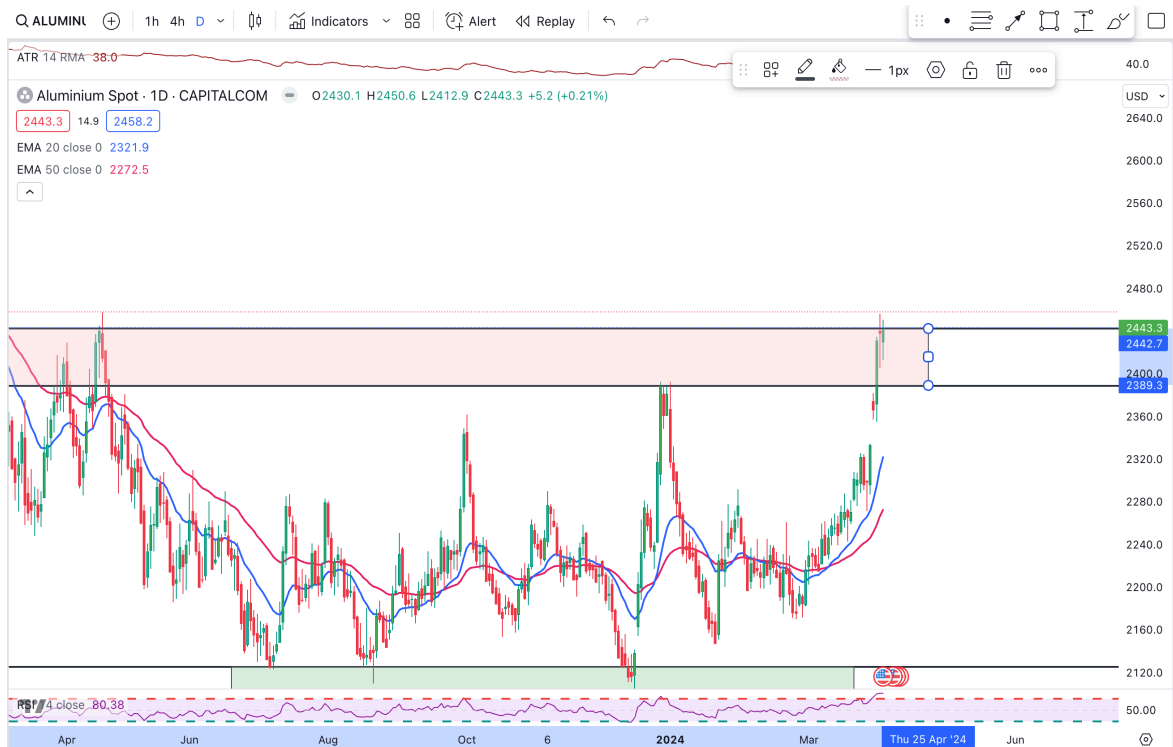 ALUMINU 1h 4h D Indicators Alert Replay
ATR 14 RMA 38.0
40.0
1px
Aluminium Spot · 1D · CAPITALCOM O2430.1 H2450.6 L2412.9 C2443.3 +5.2 (+0.21%)
USD
2443.3 14.9 2458.2
2640.0
EMA 20 close 0 2321.9
2600.0
EMA 50 close 0 2272.5
2560.0
2520.0
2480.0
2443.3
2442.7
2400.0
2389.3
2360.0
2320.0
2280.0
2240.0
2200.0
2160.0
2120.0
RSI 14 close 80.38
50.00
Apr Jun Aug Oct 6 2024 Mar Thu 25 Apr '24 Jun